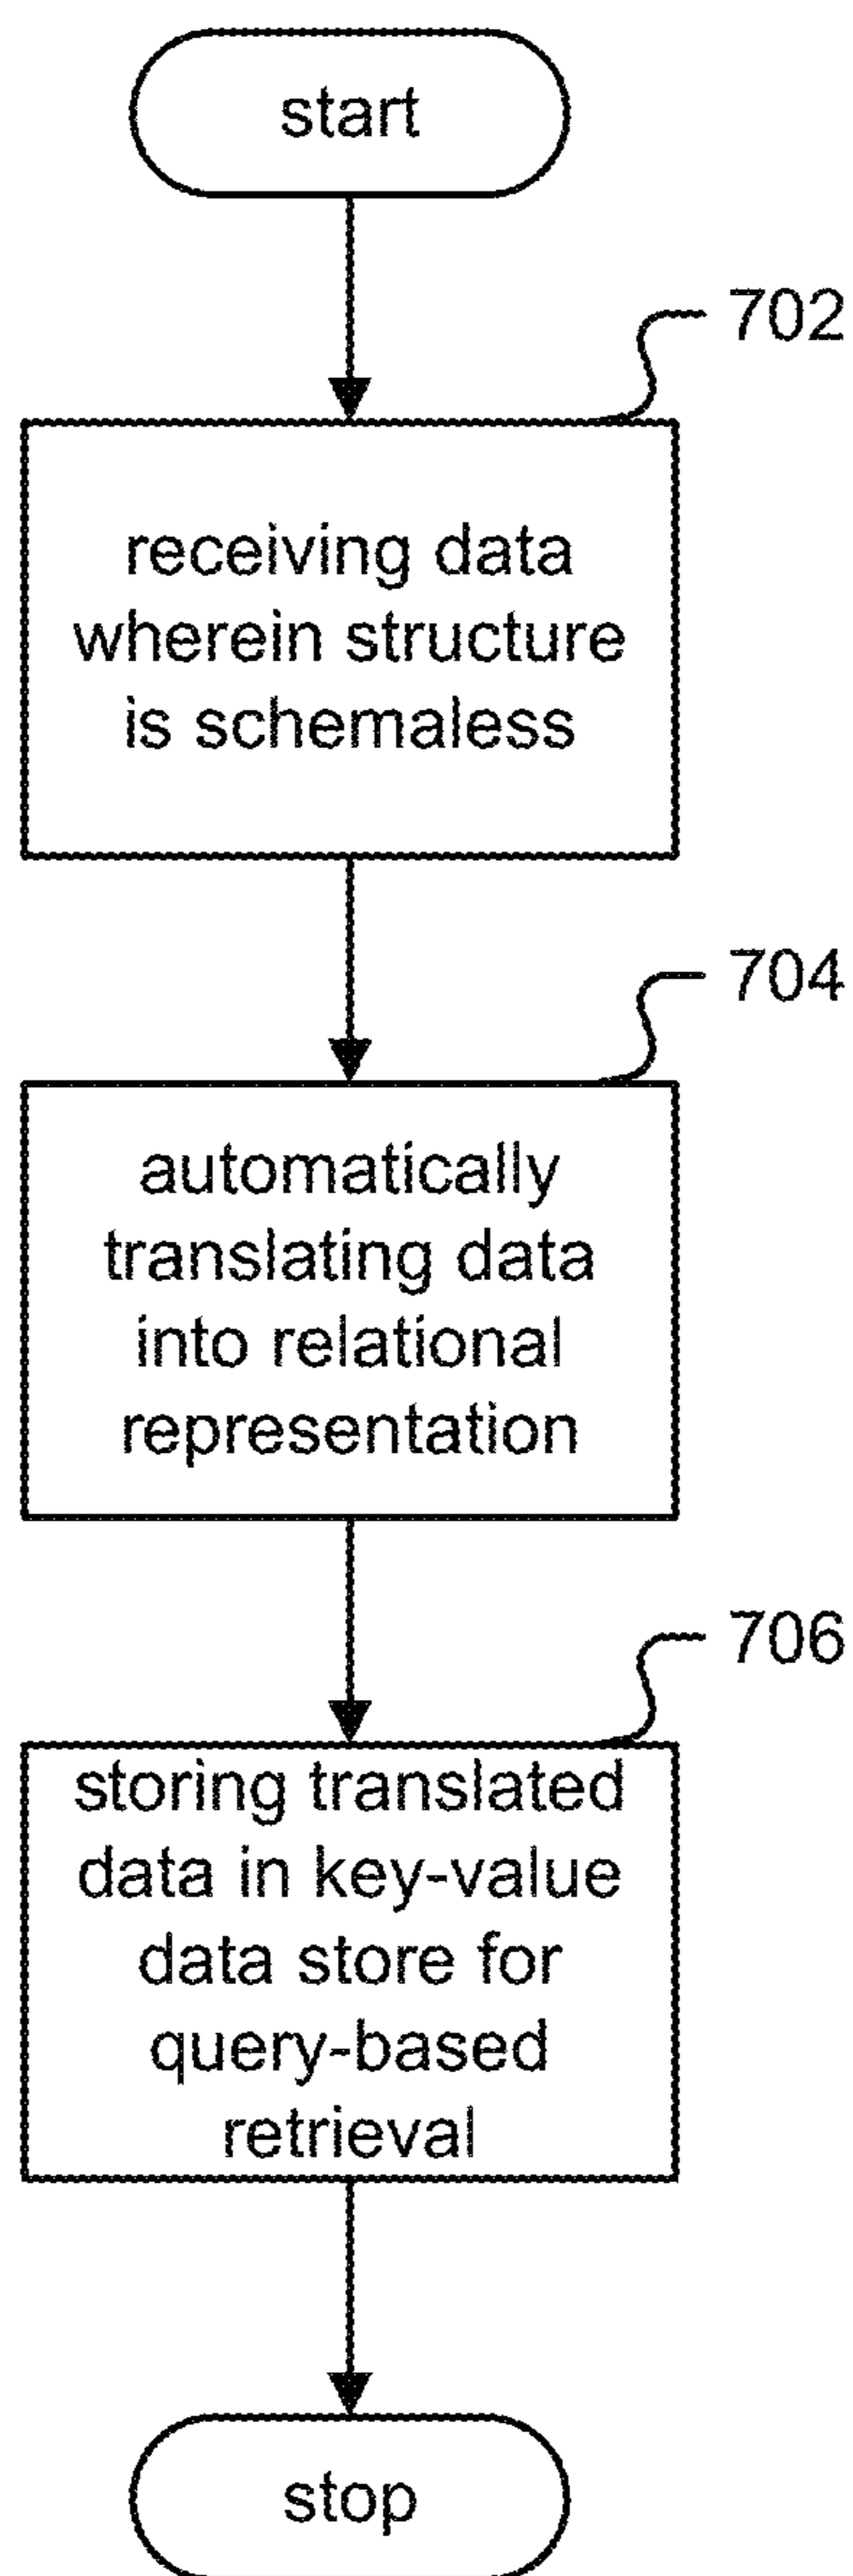 start
702
receiving data
wherein structure
is schemaless
704
automatically
translating data
into relational
representation
706
storing translated
data in key-value
data store for
query-based
retrieval
stop